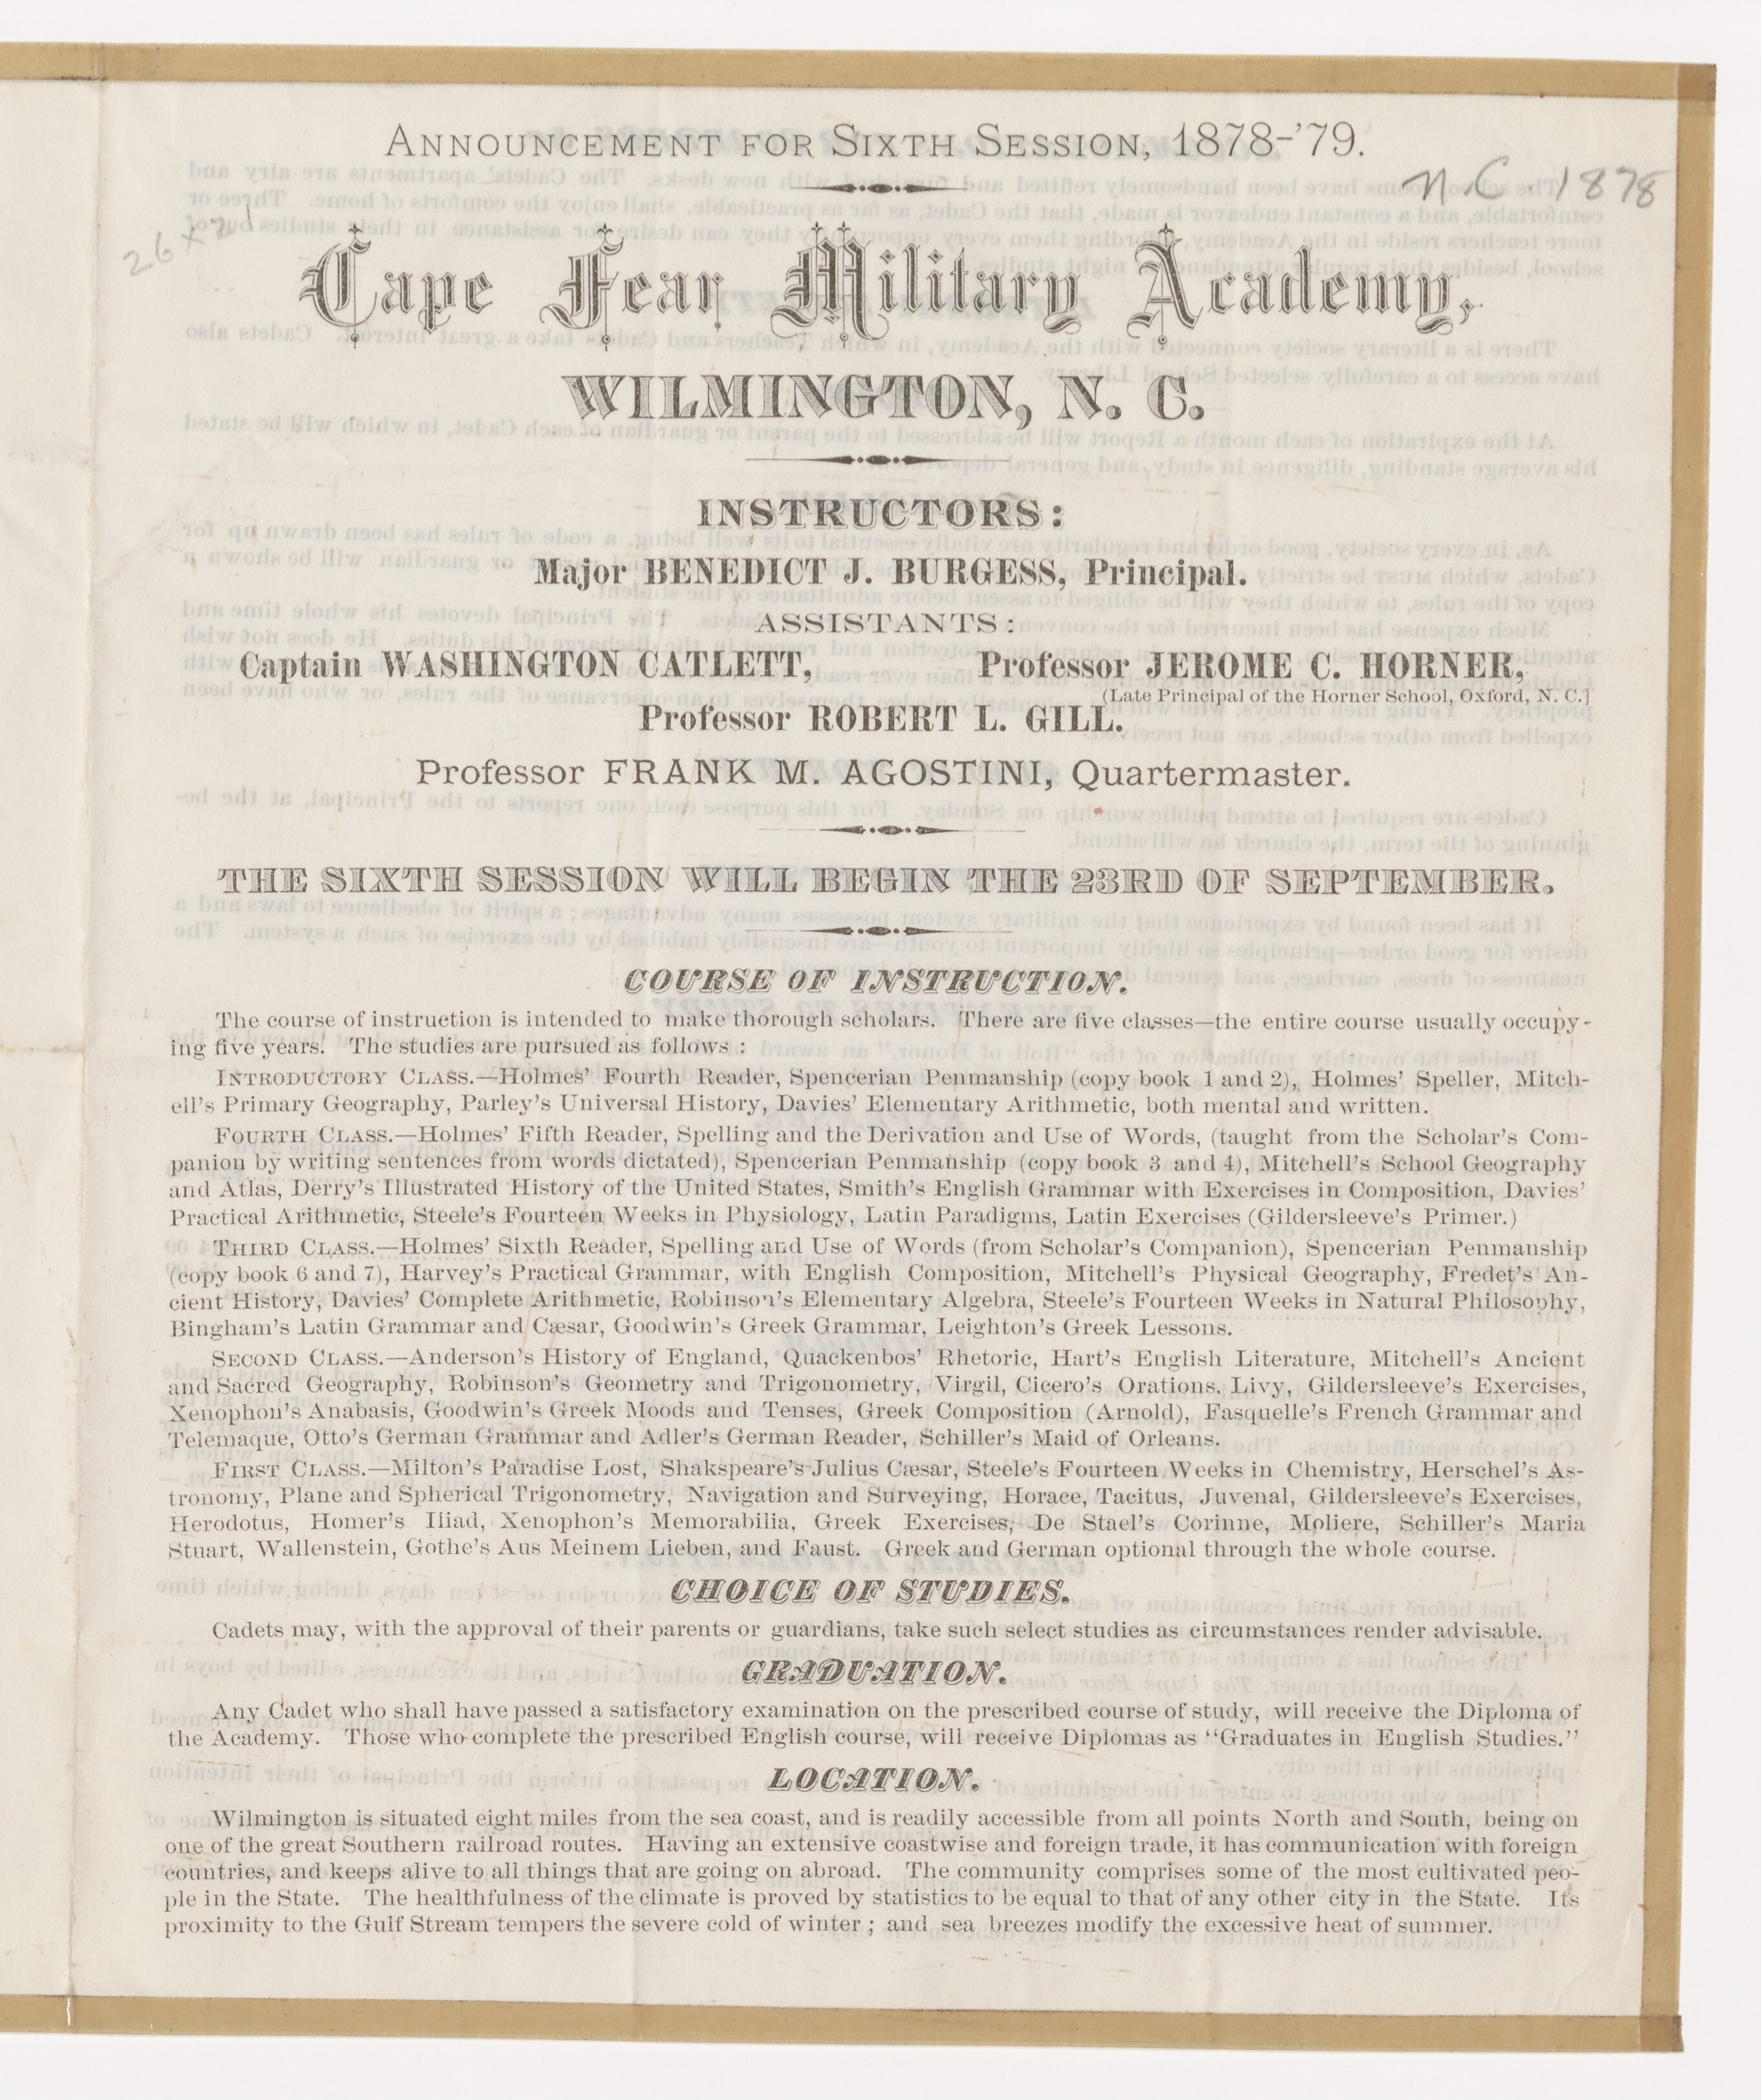 ANNOUNCEMENT FOR SIXTH SESSION, 1878-'79.
N.C. 1878
26 x 21
Cape Fear Military Academy,
WILMINGTON, N. C.
INSTRUCTORS:
Major BENEDICT J. BURGESS, Principal.
ASSISTANTS:
Captain WASHINGTON CATLETT, Professor JEROME C. HORNER,
(Late Principal of the Horner School, Oxford, N. C.]
Professor ROBERT L. GILL.
Professor FRANK M. AGOSTINI, Quartermaster.
THE SIXTH SESSION WILL BEGIN THE 23RD OF SEPTEMBER.
COURSE OF INSTRUCTION.
The course of instruction is intended to make thorough scholars. There are five classes—the entire course usually occupy-
ing five years. The studies are pursued as follows :
INTRODUCTORY CLASS.—Holmes' Fourth Reader, Spencerian Penmanship (copy book 1 and 2), Holmes' Speller, Mitch-
ell's Primary Geography, Parley's Universal History, Davies' Elementary Arithmetic, both mental and written.
FOURTH CLASS.—Holmes' Fifth Reader, Spelling and the Derivation and Use of Words, (taught from the Scholar's Com-
panion by writing sentences from words dictated), Spencerian Penmanship (copy book 3 and 4), Mitchell's School Geography
and Atlas, Derry's Illustrated History of the United States, Smith's English Grammar with Exercises in Composition, Davies'
Practical Arithmetic, Steele's Fourteen Weeks in Physiology, Latin Paradigms, Latin Exercises (Gildersleeve's Primer.)
THIRD CLASS.—Holmes' Sixth Reader, Spelling and Use of Words (from Scholar's Companion), Spencerian Penmanship
(copy book 6 and 7), Harvey's Practical Grammar, with English Composition, Mitchell's Physical Geography, Fredet's An-
cient History, Davies' Complete Arithmetic, Robinson's Elementary Algebra, Steele's Fourteen Weeks in Natural Philosophy,
Bingham's Latin Grammar and Cæsar, Goodwin's Greek Grammar, Leighton's Greek Lessons.
SECOND CLASS.—Anderson's History of England, Quackenbos' Rhetoric, Hart's English Literature, Mitchell's Ancient
and Sacred Geography, Robinson's Geometry and Trigonometry, Virgil, Cicero's Orations, Livy, Gildersleeve's Exercises,
Xenophon's Anabasis, Goodwin's Greek Moods and Tenses, Greek Composition (Arnold), Fasquelle's French Grammar and
Telemaque, Otto's German Grammar and Adler's German Reader, Schiller's Maid of Orleans.
FIRST CLASS.—Milton's Paradise Lost, Shakspeare's Julius Cæsar, Steele's Fourteen Weeks in Chemistry, Herschel's As-
tronomy, Plane and Spherical Trigonometry, Navigation and Surveying, Horace, Tacitus, Juvenal, Gildersleeve's Exercises,
Herodotus, Homer's Iliad, Xenophon's Memorabilia, Greek Exercises, De Stael's Corinne, Moliere, Schiller's Maria
Stuart, Wallenstein, Gothe's Aus Meinem Lieben, and Faust. Greek and German optional through the whole course.
CHOICE OF STUDIES.
Cadets may, with the approval of their parents or guardians, take such select studies as circumstances render advisable.
GRADUATION.
Any Cadet who shall have passed a satisfactory examination on the prescribed course of study, will receive the Diploma of
the Academy. Those who complete the prescribed English course, will receive Diplomas as "Graduates in English Studies."
LOCATION.
Wilmington is situated eight miles from the sea coast, and is readily accessible from all points North and South, being on
one of the great Southern railroad routes. Having an extensive coastwise and foreign trade, it has communication with foreign
countries, and keeps alive to all things that are going on abroad. The community comprises some of the most cultivated peo-
ple in the State. The healthfulness of the climate is proved by statistics to be equal to that of any other city in the State. Its
proximity to the Gulf Stream tempers the severe cold of winter ; and sea breezes modify the excessive heat of summer.